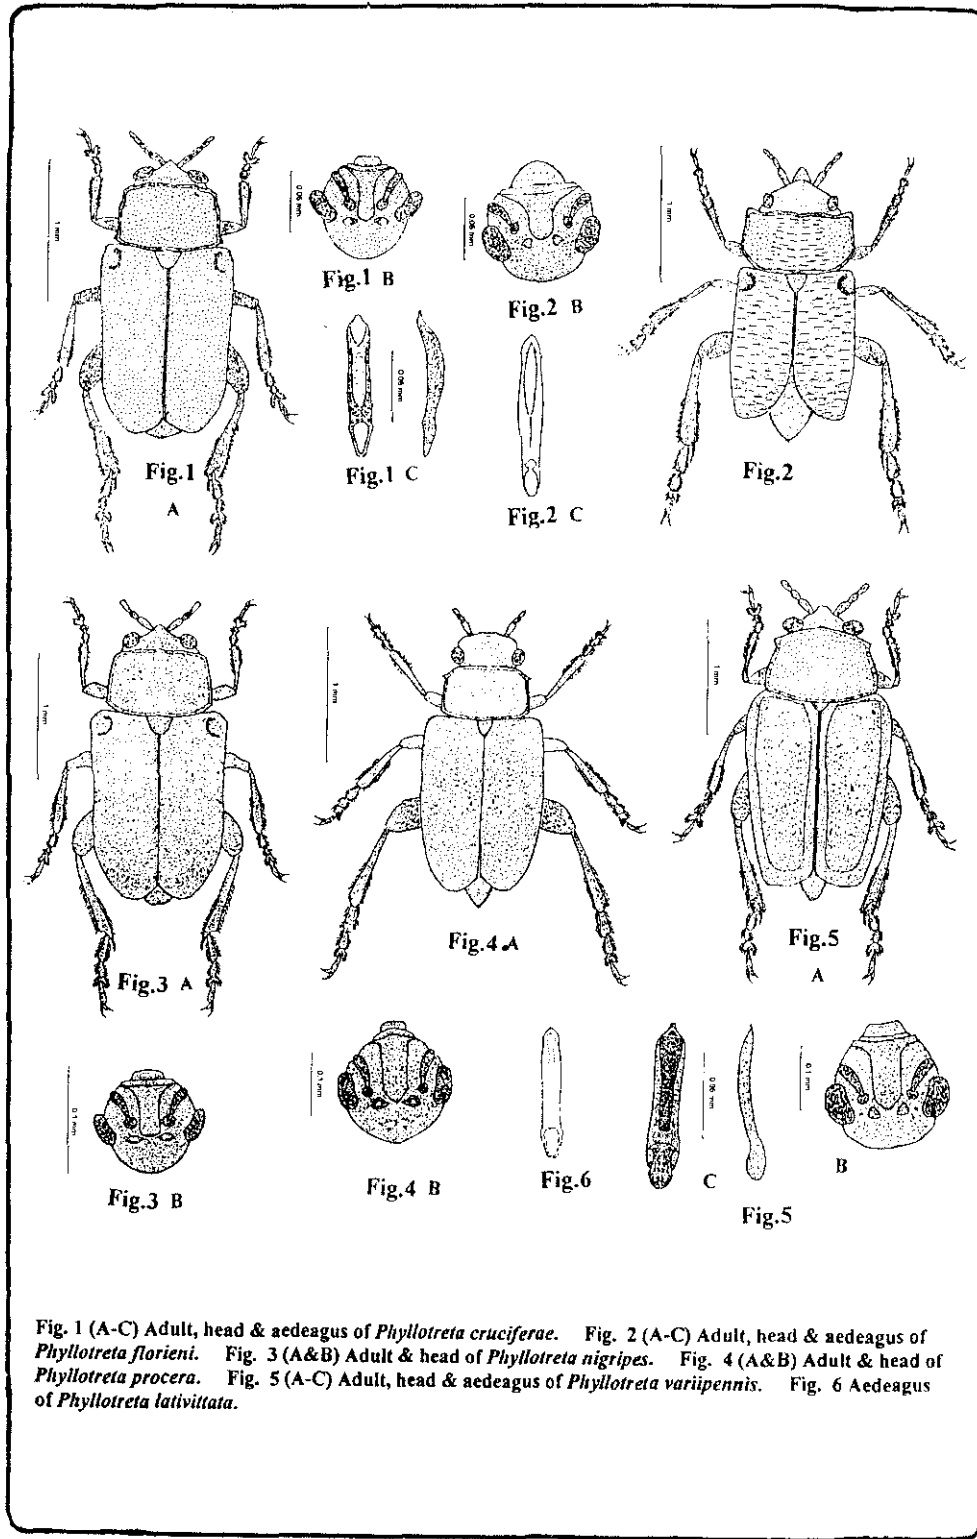 1 mm
0.05 mm
Fig.1 B
0.05 mm
Fig.2 B
1 mm
Fig.1
A
0.05 mm
Fig.1 C
Fig.2 C
Fig.2
1 mm
Fig.3 A
1 mm
Fig.4 A
1 mm
Fig.5
A
0.1 mm
Fig.3 B
0.1 mm
Fig.4 B
Fig.6
0.05 mm
C
0.1 mm
B
Fig.5
Fig. 1 (A-C) Adult, head & aedeagus of Phyllotreta cruciferae. Fig. 2 (A-C) Adult, head & aedeagus of
Phyllotreta florieni. Fig. 3 (A&B) Adult & head of Phyllotreta nigripes. Fig. 4 (A&B) Adult & head of
Phyllotreta procera. Fig. 5 (A-C) Adult, head & aedeagus of Phyllotreta variipennis. Fig. 6 Aedeagus
of Phyllotreta lativittata.